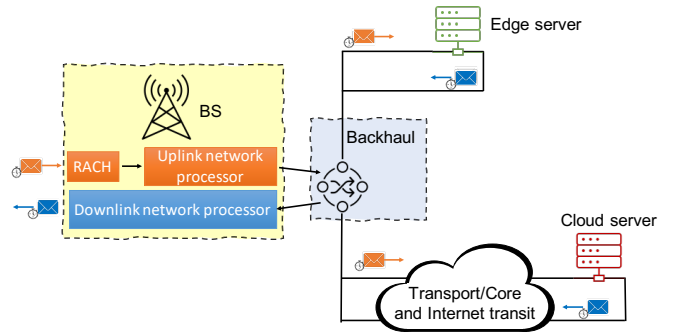 Edge server
BS
Backhaul
RACH
Uplink network
processor
Downlink network processor
Cloud server
Transport/Core
and Internet transit